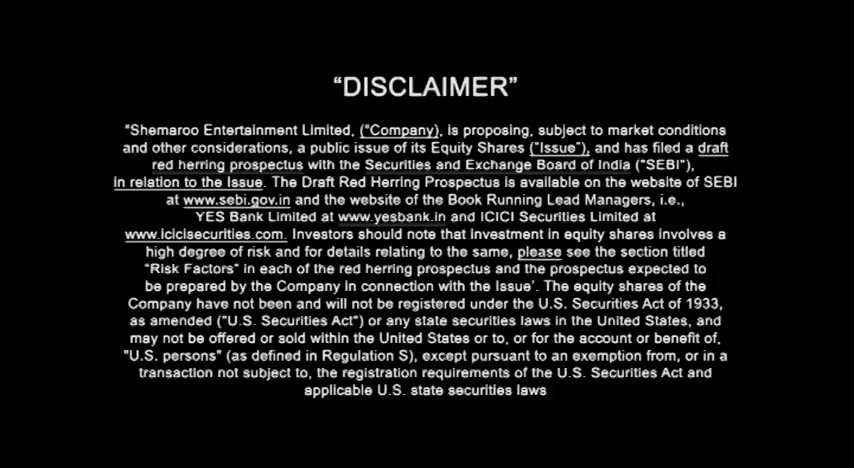 “DISCLAIMER”
“Shemaroo Entertainment Limited, (“Company), is proposing, subject to market conditions
and other considerations, a public issue of its Equity Shares (“Issue”), and has filed a draft
red herring prospectus with the Securities and Exchange Board of India (“SEBI”),
in relation to the Issue. The Draft Red Herring Prospectus is available on the website of SEBI
at www.sebi.gov.in and the website of the Book Running Lead Managers, i.e.,
YES Bank Limited at www.yesbank.in and ICICI Securities Limited at
www.icicisecurities.com. Investors should note that investment in equity shares involves a
high degree of risk and for details relating to the same, please see the section titled
“Risk Factors” in each of the red herring prospectus and the prospectus expected to
be prepared by the Company in connection with the Issue’. The equity shares of the
Company have not been and will not be registered under the U.S. Securities Act of 1933,
as amended (“U.S. Securities Act”) or any state securities laws in the United States, and
may not be offered or sold within the United States or to, or for the account or benefit of,
"U.S. persons" (as defined in Regulation S), except pursuant to an exemption from, or in a
transaction not subject to, the registration requirements of the U.S. Securities Act and
applicable U.S. state securities laws